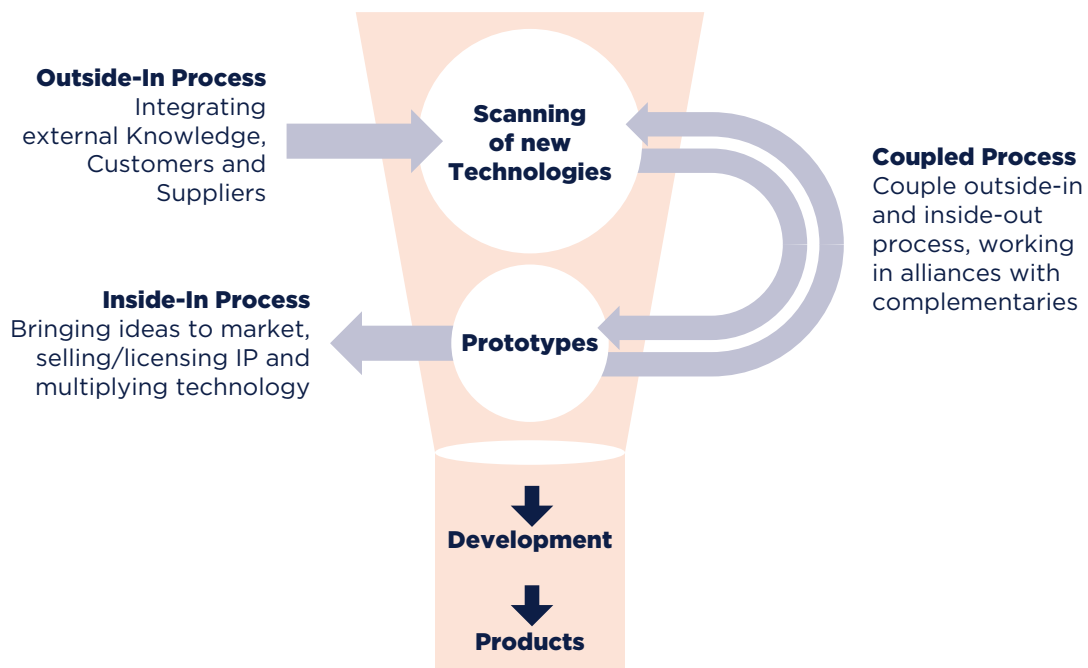 Outside-In Process
Integrating
external Knowledge,
Customers and
Suppliers
Scanning
of new
Technologies
Coupled Process
Couple outside-in
and inside-out
process, working
in alliances with
complementaries
Inside-In Process
Bringing ideas to market,
selling/licensing IP and
multiplying technology
Prototypes
Development
Products